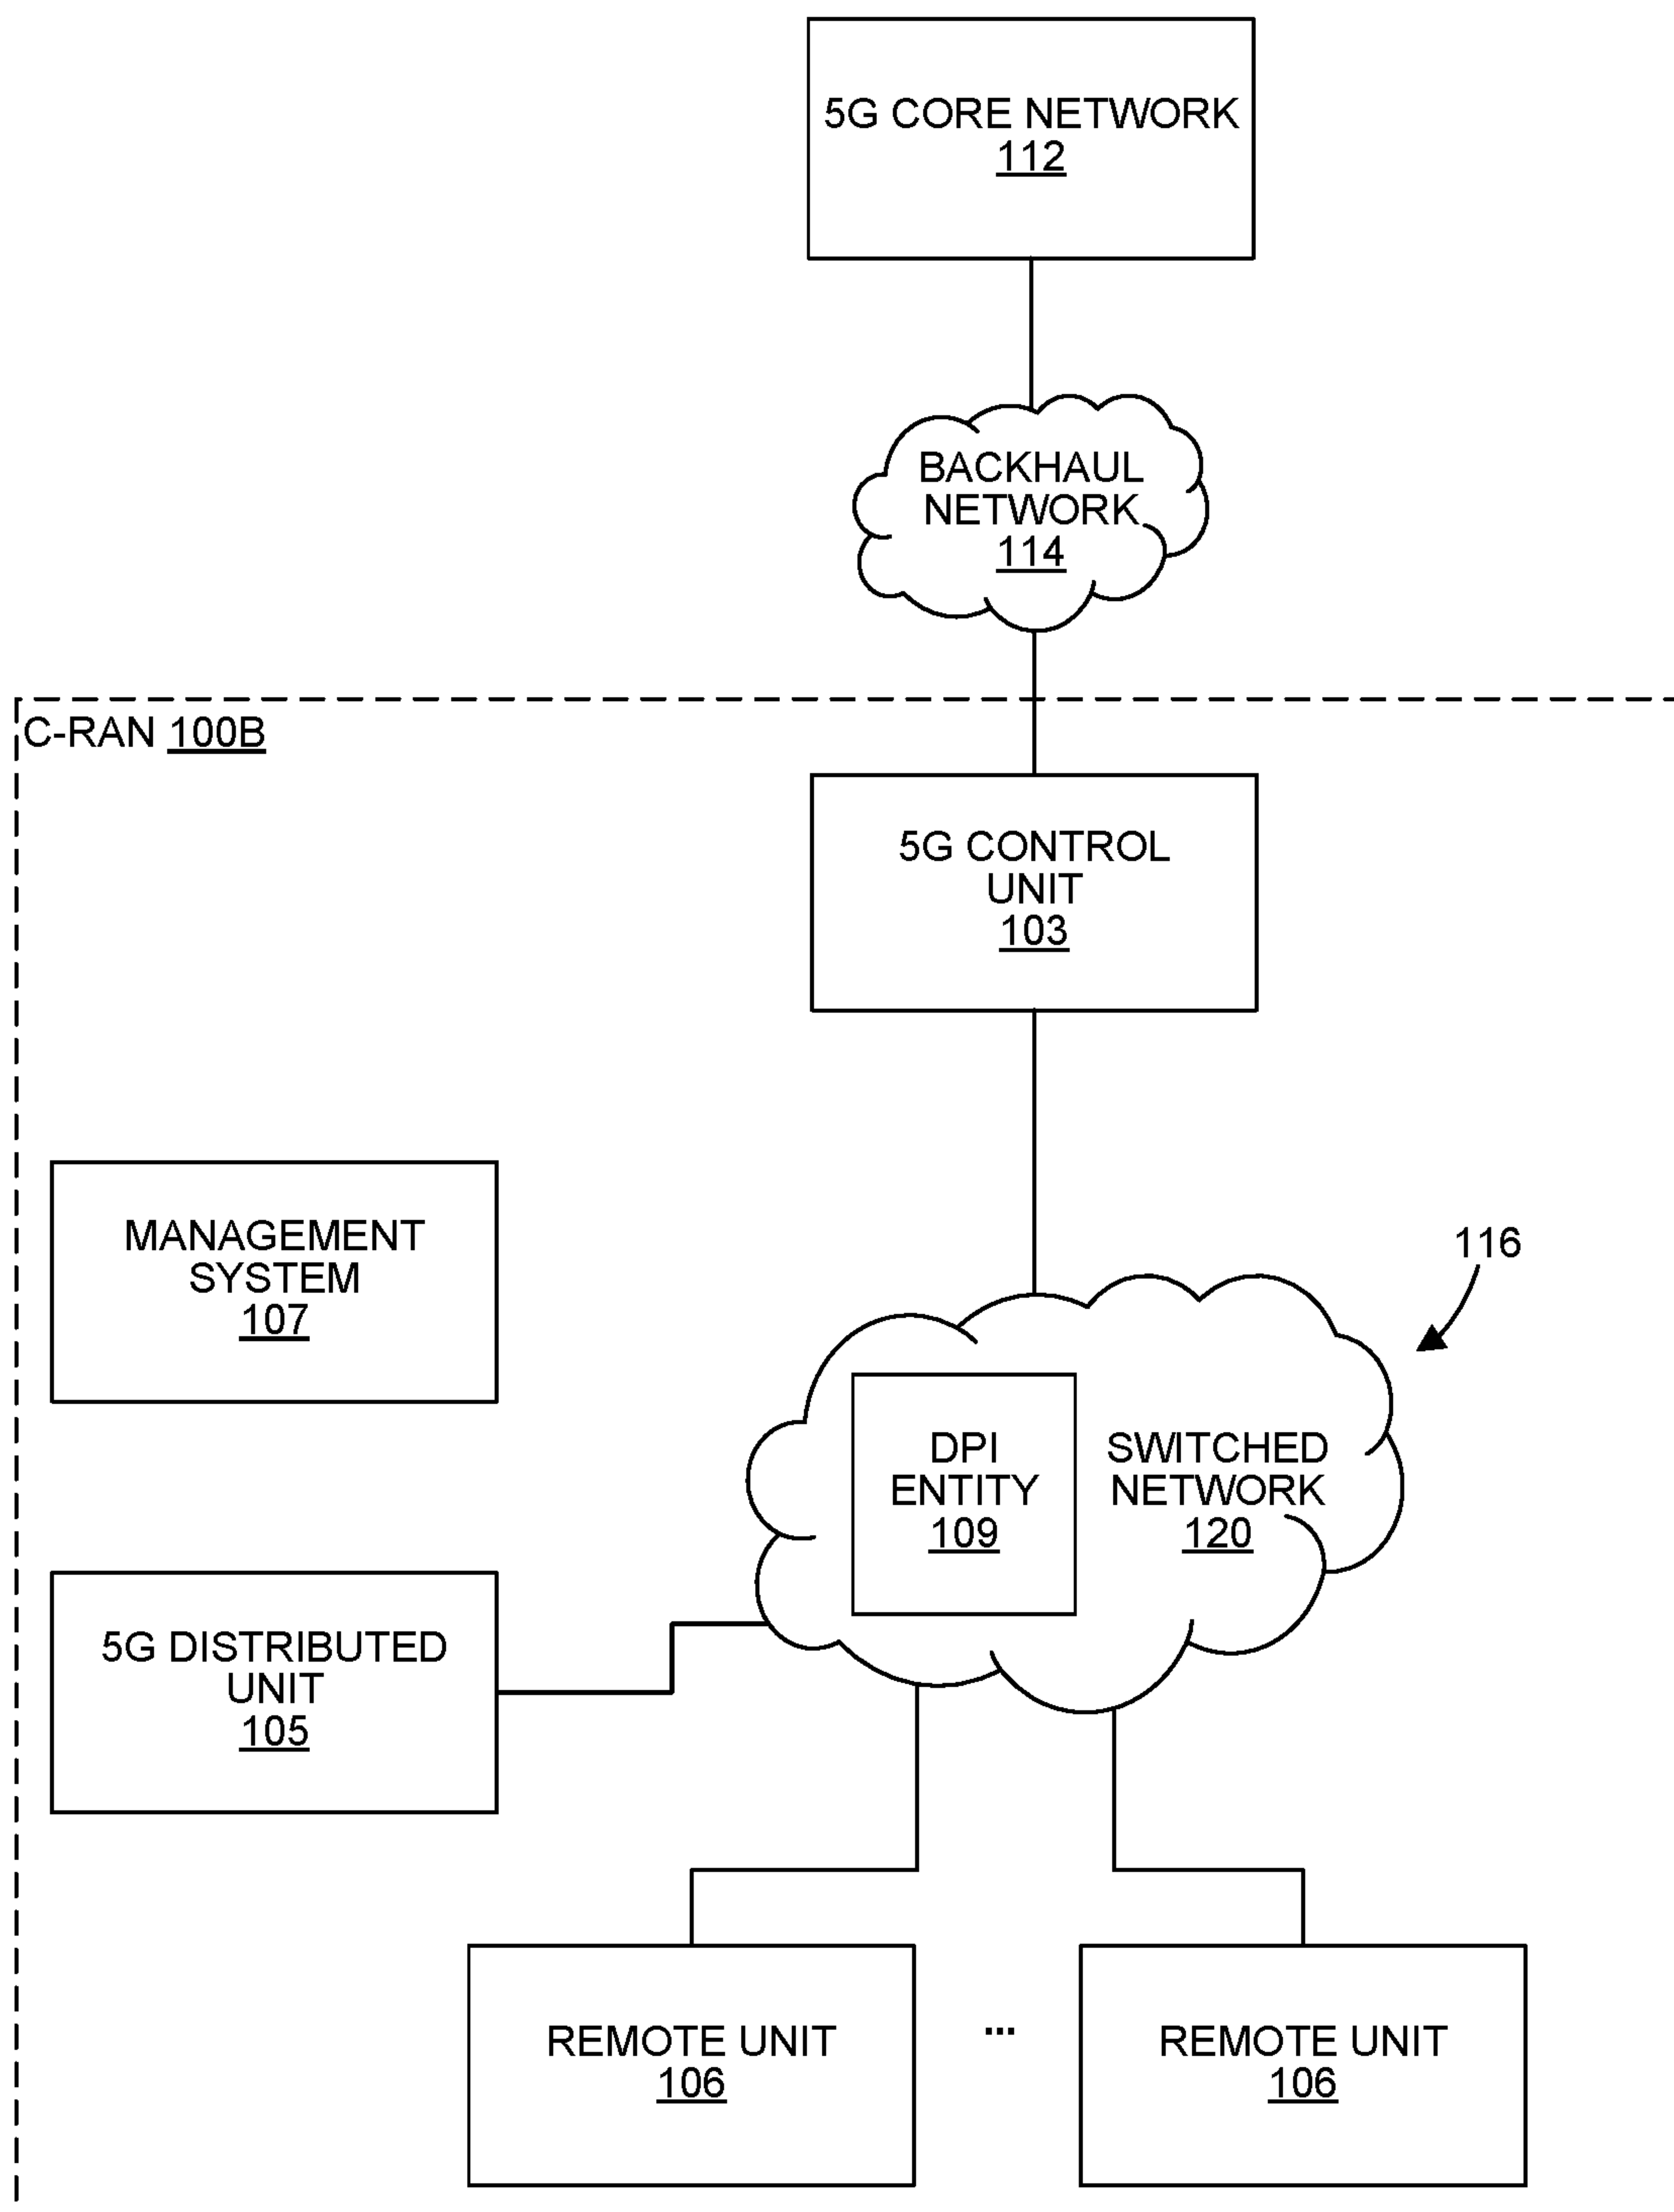 5G CORE NETWORK
112
BACKHAUL
NETWORK
114
C-RAN 100B
5G CONTROL
UNIT
103
MANAGEMENT
SYSTEM
107
116
DPI
ENTITY
109
SWITCHED
NETWORK
120
5G DISTRIBUTED
UNIT
105
REMOTE UNIT
106
...
REMOTE UNIT
106